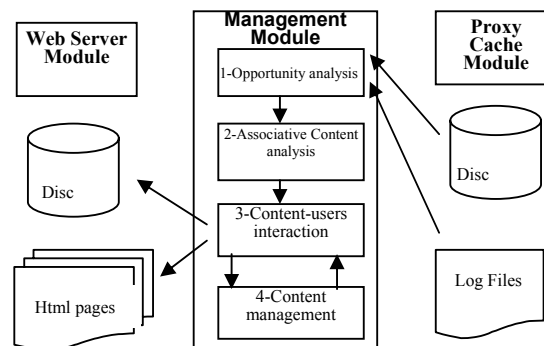 Management
Module
Web Server
Module
Proxy
Cache
Module
1-Opportunity analysis
2-Associative Content
analysis
Disc
Disc
3-Content-users
interaction
Html pages
4-Content
management
Log Files